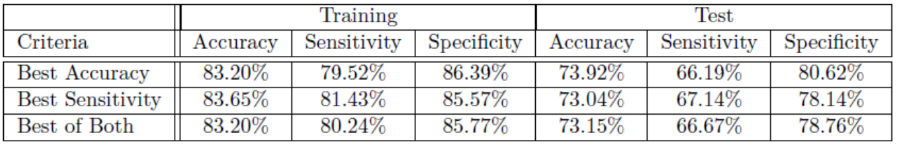 Training Test
Criteria Accuracy Sensitivity Specificity Accuracy Sensitivity Specificity
Best Accuracy 83.20% 79.52% 86.39% 73.92% 66.19% 80.62%
Best Sensitivity 83.65% 81.43% 85.57% 73.04% 67.14% 78.14%
Best of Both 83.20% 80.24% 85.77% 73.15% 66.67% 78.76%